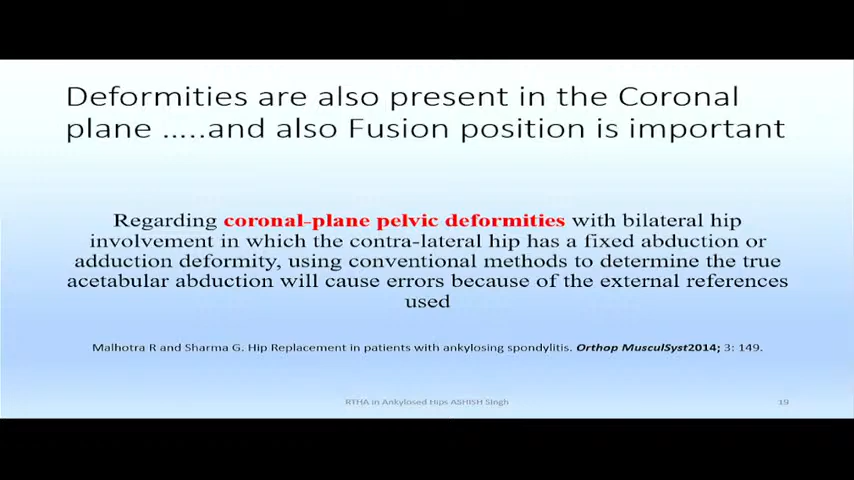 Deformities are also present in the Coronal
plane …..and also Fusion position is important
Regarding coronal-plane pelvic deformities with bilateral hip
involvement in which the contra-lateral hip has a fixed abduction or
adduction deformity, using conventional methods to determine the true
acetabular abduction will cause errors because of the external references
used
Malhotra R and Sharma G. Hip Replacement in patients with ankylosing spondylitis. Orthop MusculSyst2014; 3: 149.
RTHA in Ankylosed Hips ASHISH SIngh
19